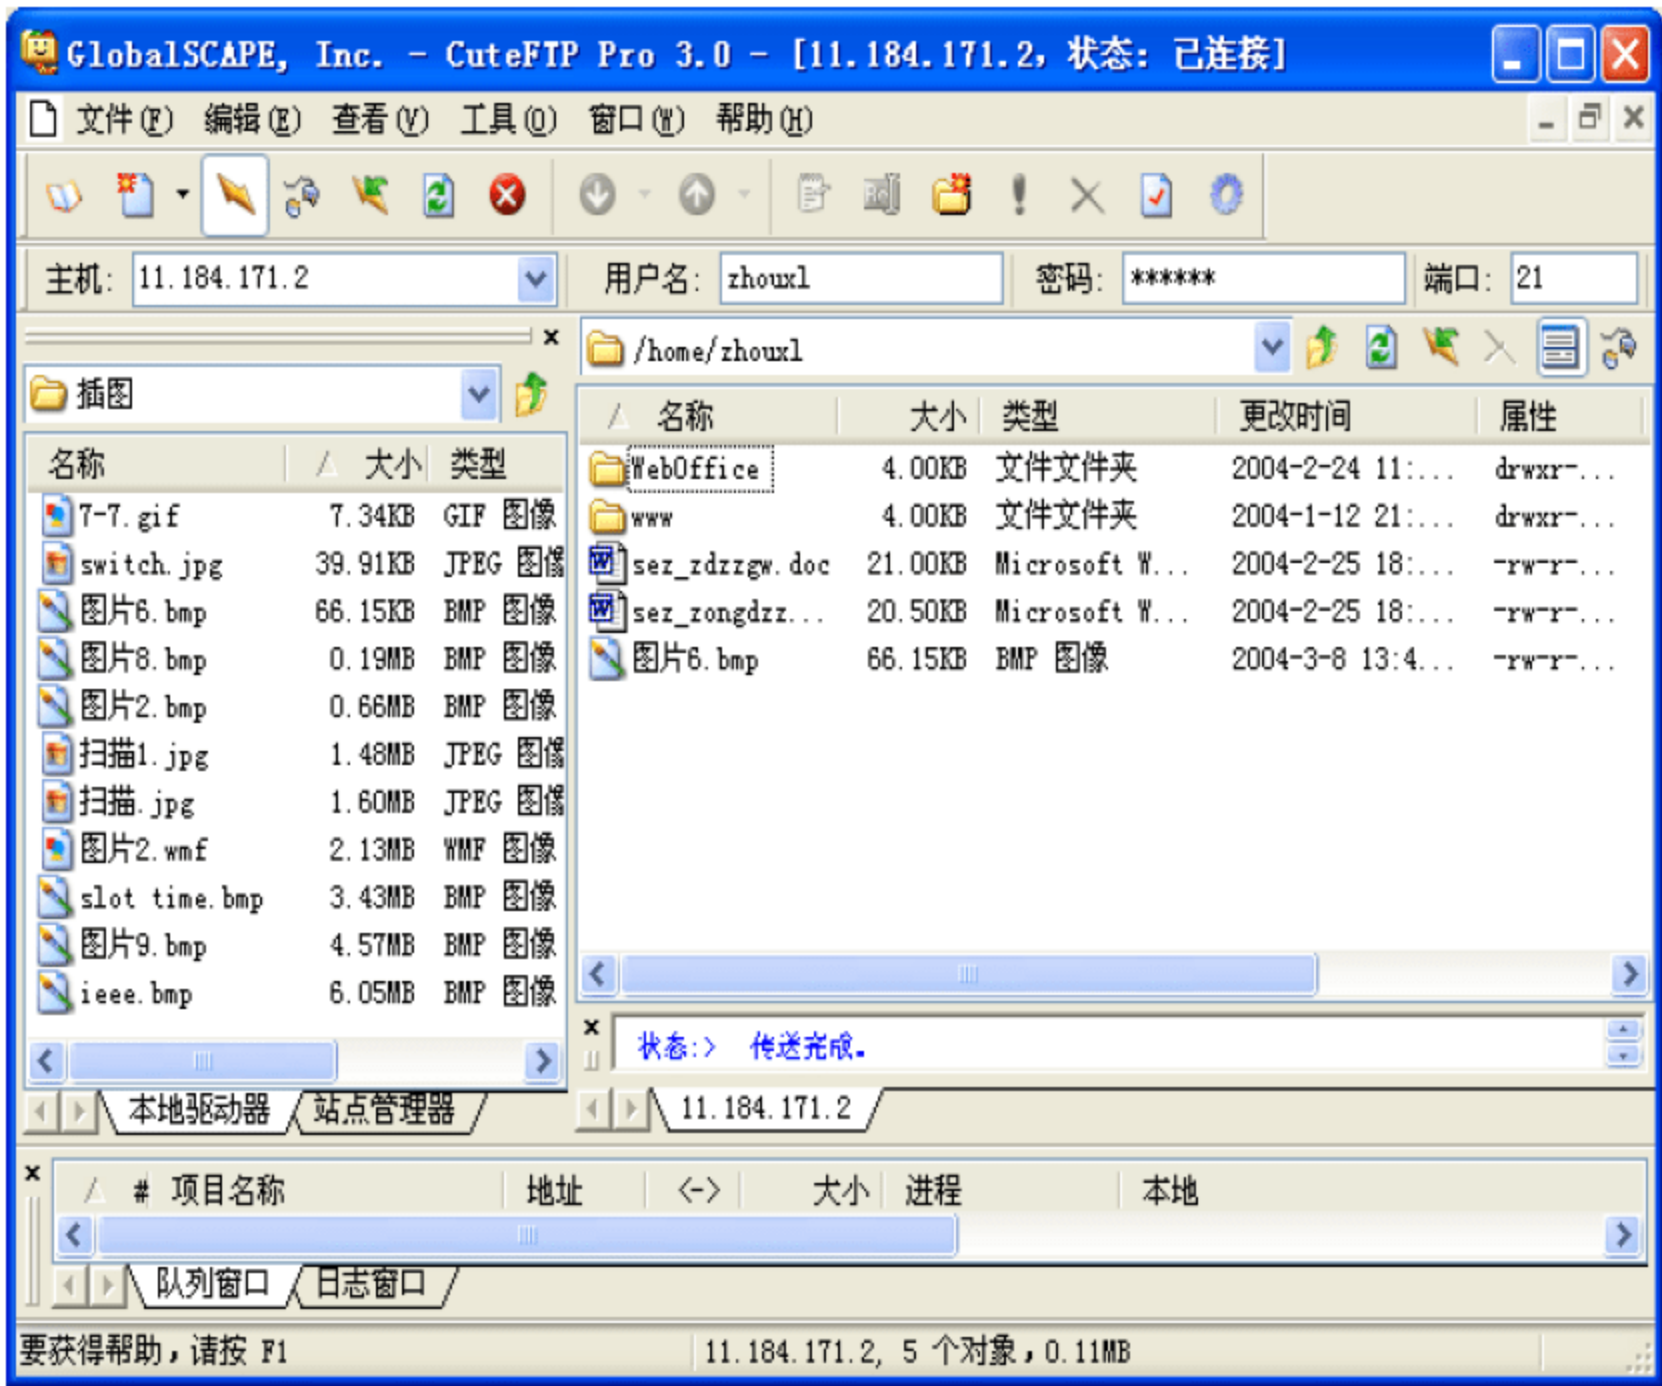 GlobalSCAPE, Inc. - CuteFTP Pro 3.0 - [11.184.171.2, 状态: 已连接]
文件(F) 编辑(E) 查看(V) 工具(O) 窗口(W) 帮助(H)
主机: 11.184.171.2 用户名: zhouxl 密码: ****** 端口: 21
插图
名称 大小 类型
7-7.gif 7.34KB GIF 图像
switch.jpg 39.91KB JPEG 图像
图片6.bmp 66.15KB BMP 图像
图片8.bmp 0.19MB BMP 图像
图片2.bmp 0.66MB BMP 图像
扫描1.jpg 1.48MB JPEG 图像
扫描.jpg 1.60MB JPEG 图像
图片2.wmf 2.13MB WMF 图像
slot time.bmp 3.43MB BMP 图像
图片9.bmp 4.57MB BMP 图像
ieee.bmp 6.05MB BMP 图像
本地驱动器 站点管理器
/home/zhouxl
名称 大小 类型 更改时间 属性
WebOffice 4.00KB 文件文件夹 2004-2-24 11:... drwxr-...
www 4.00KB 文件文件夹 2004-1-12 21:... drwxr-...
sez_zdzzgw.doc 21.00KB Microsoft W... 2004-2-25 18:... -rw-r-...
sez_zongdzz... 20.50KB Microsoft W... 2004-2-25 18:... -rw-r-...
图片6.bmp 66.15KB BMP 图像 2004-3-8 13:4... -rw-r-...
状态:> 传送完成。
11.184.171.2
# 项目名称 地址 <-> 大小 进程 本地
队列窗口 日志窗口
要获得帮助，请按 F1 11.184.171.2, 5 个对象，0.11MB